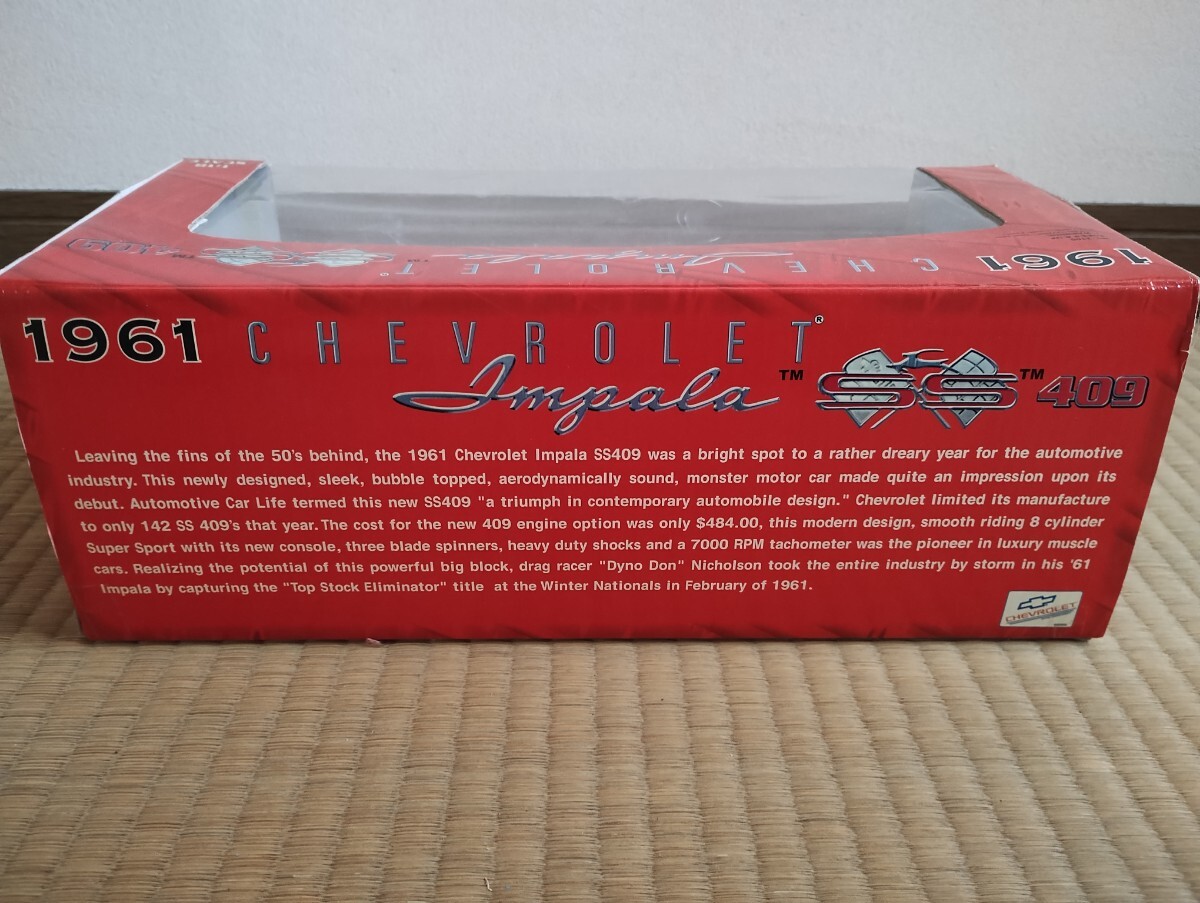 1:18
SCALE
1961
CHEVROLET®
Impala™ SS™ 409
1961 CHEVROLET®
Impala™ SS™ 409
Leaving the fins of the 50's behind, the 1961 Chevrolet Impala SS409 was a bright spot to a rather dreary year for the automotive
industry. This newly designed, sleek, bubble topped, aerodynamically sound, monster motor car made quite an impression upon its
debut. Automotive Car Life termed this new SS409 "a triumph in contemporary automobile design." Chevrolet limited its manufacture
to only 142 SS 409's that year. The cost for the new 409 engine option was only $484.00, this modern design, smooth riding 8 cylinder
Super Sport with its new console, three blade spinners, heavy duty shocks and a 7000 RPM tachometer was the pioneer in luxury muscle
cars. Realizing the potential of this powerful big block, drag racer "Dyno Don" Nicholson took the entire industry by storm in his '61
Impala by capturing the "Top Stock Eliminator" title at the Winter Nationals in February of 1961.
CHEVROLET